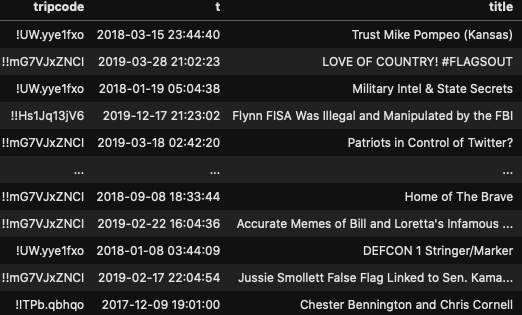 tripcode t title
!UW.yye1fxo 2018-03-15 23:44:40 Trust Mike Pompeo (Kansas)
!!mG7VJxZNCI 2019-03-28 21:02:23 LOVE OF COUNTRY! #FLAGSOUT
!UW.yye1fxo 2018-01-19 05:04:38 Military Intel & State Secrets
!!Hs1Jq13jV6 2019-12-17 21:23:02 Flynn FISA Was Illegal and Manipulated by the FBI
!!mG7VJxZNCI 2019-03-18 02:42:20 Patriots in Control of Twitter?
... ... ...
!!mG7VJxZNCI 2018-09-08 18:33:44 Home of The Brave
!!mG7VJxZNCI 2019-02-22 16:04:36 Accurate Memes of Bill and Loretta's Infamous ...
!UW.yye1fxo 2018-01-08 03:44:09 DEFCON 1 Stringer/Marker
!!mG7VJxZNCI 2019-02-17 22:04:54 Jussie Smollett False Flag Linked to Sen. Kama...
!ITPb.qbhqo 2017-12-09 19:01:00 Chester Bennington and Chris Cornell